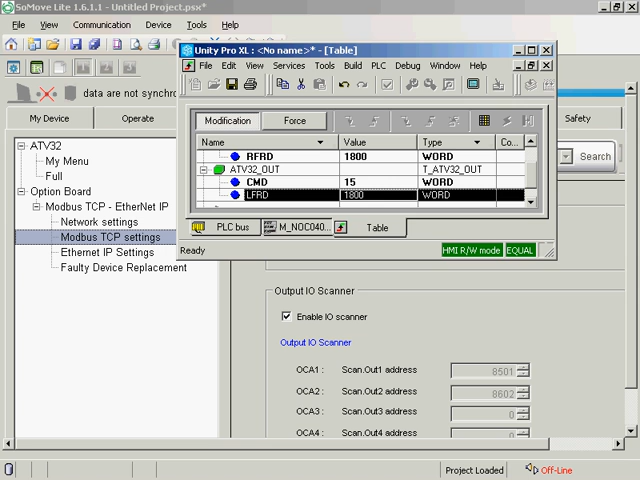 SoMove Lite 1.6.1.1 - Untitled Project.psx*
File View Communication Device Tools Help
data are not synchro
My Device Operate Safety
ATV32
My Menu
Full
Option Board
Modbus TCP - EtherNet IP
Network settings
Modbus TCP settings
Ethernet IP Settings
Faulty Device Replacement
Search
Unity Pro XL : <No name>* - [Table]
File Edit View Services Tools Build PLC Debug Window Help
Modification Force
Name Value Type Co...
RFRD 1800 WORD
ATV32_OUT T_ATV32_OUT
CMD 15 WORD
LFRD 1800 WORD
PLC bus M_NOC040... Table
Ready HMI R/W mode EQUAL
Output IO Scanner
Enable IO scanner
Output IO Scanner
OCA1 : Scan.Out1 address 8501
OCA2 : Scan.Out2 address 8602
OCA3 : Scan.Out3 address 0
OCA4 : Scan.Out4 address 0
Project Loaded Off-Line